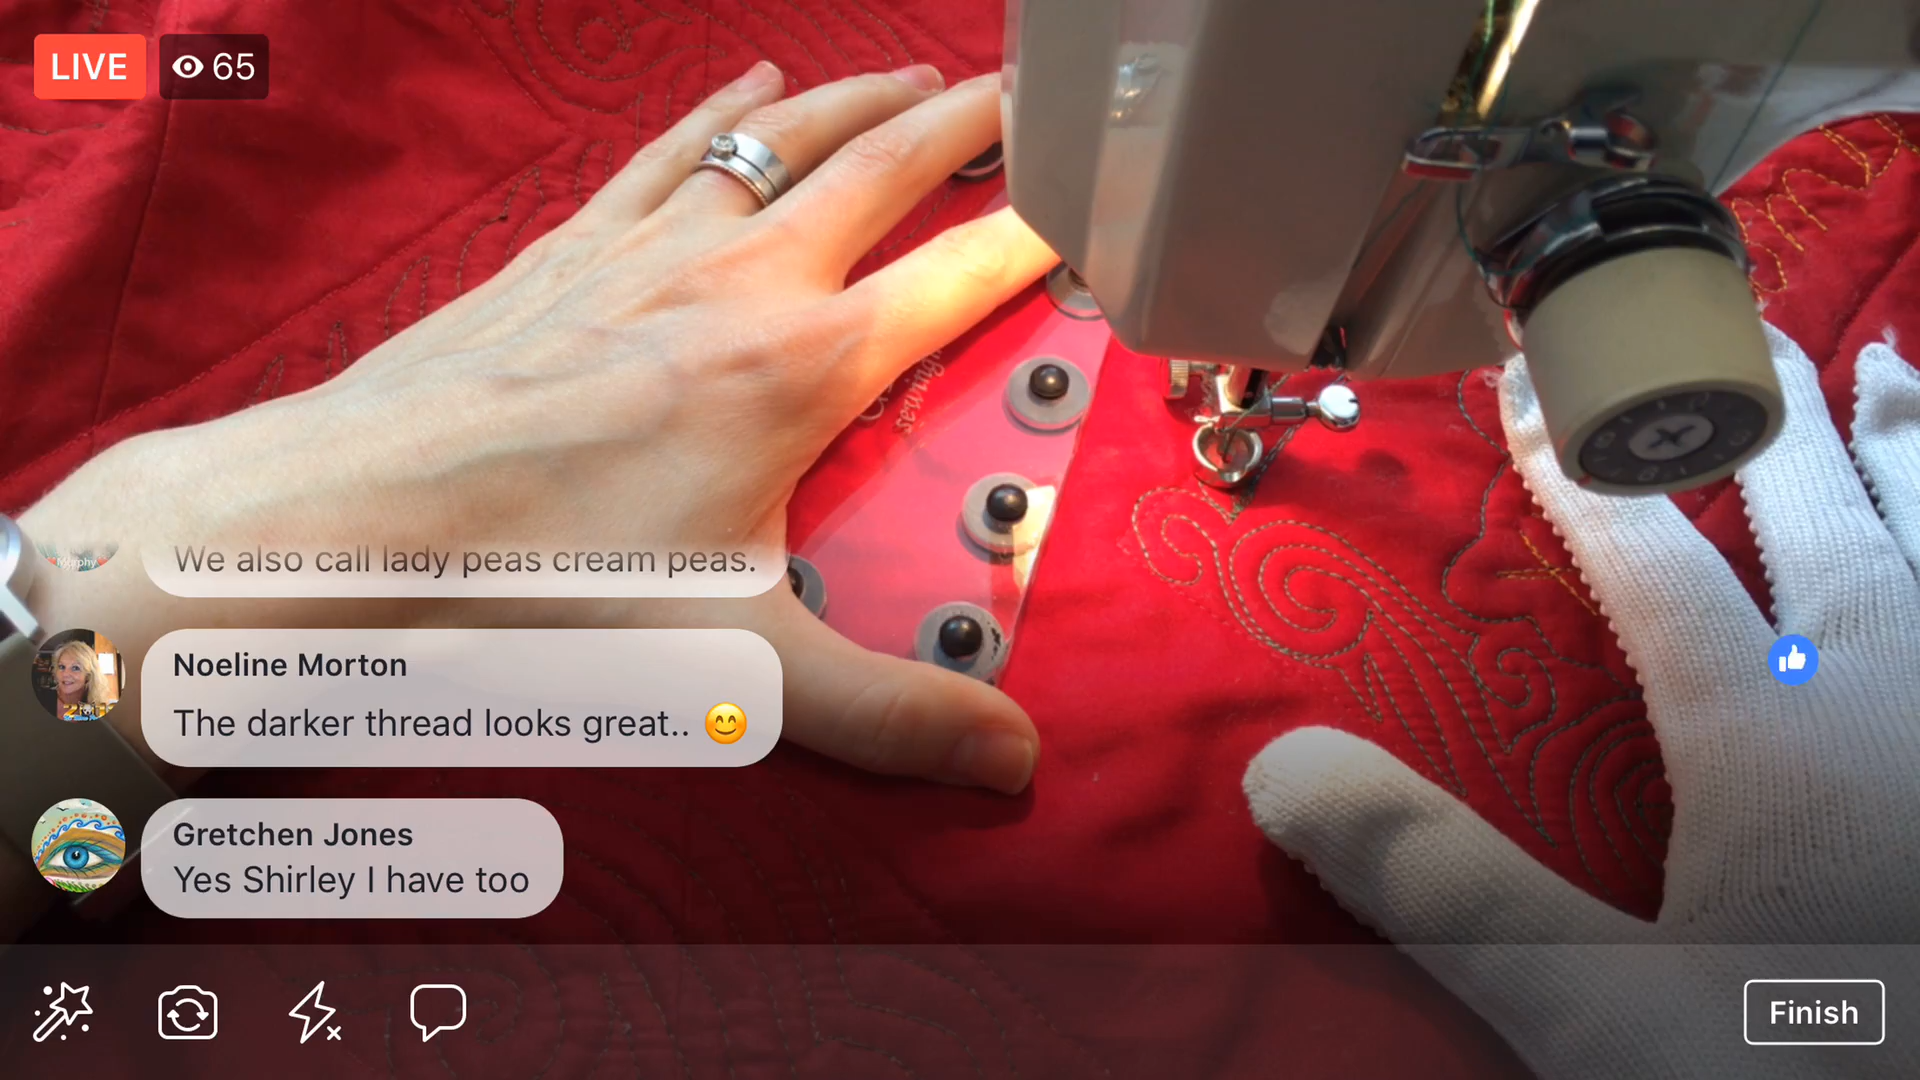 LIVE
65
sewing
We also call lady peas cream peas.
Noeline Morton
The darker thread looks great.. 😊
Gretchen Jones
Yes Shirley I have too
Finish